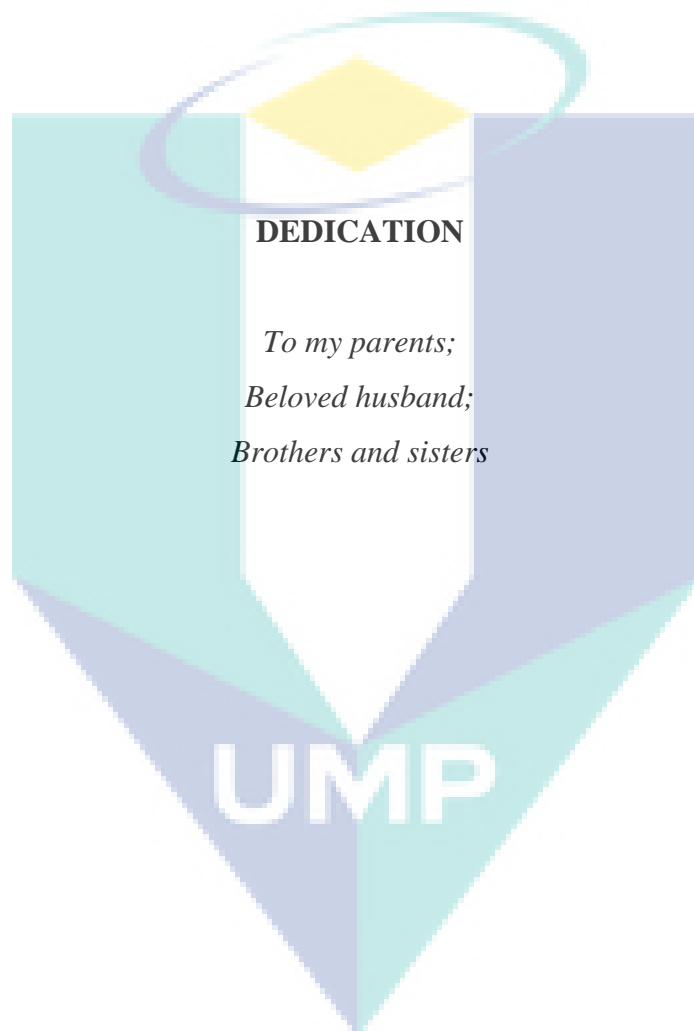 DEDICATION
To my parents;
Beloved husband;
Brothers and sisters
UMP